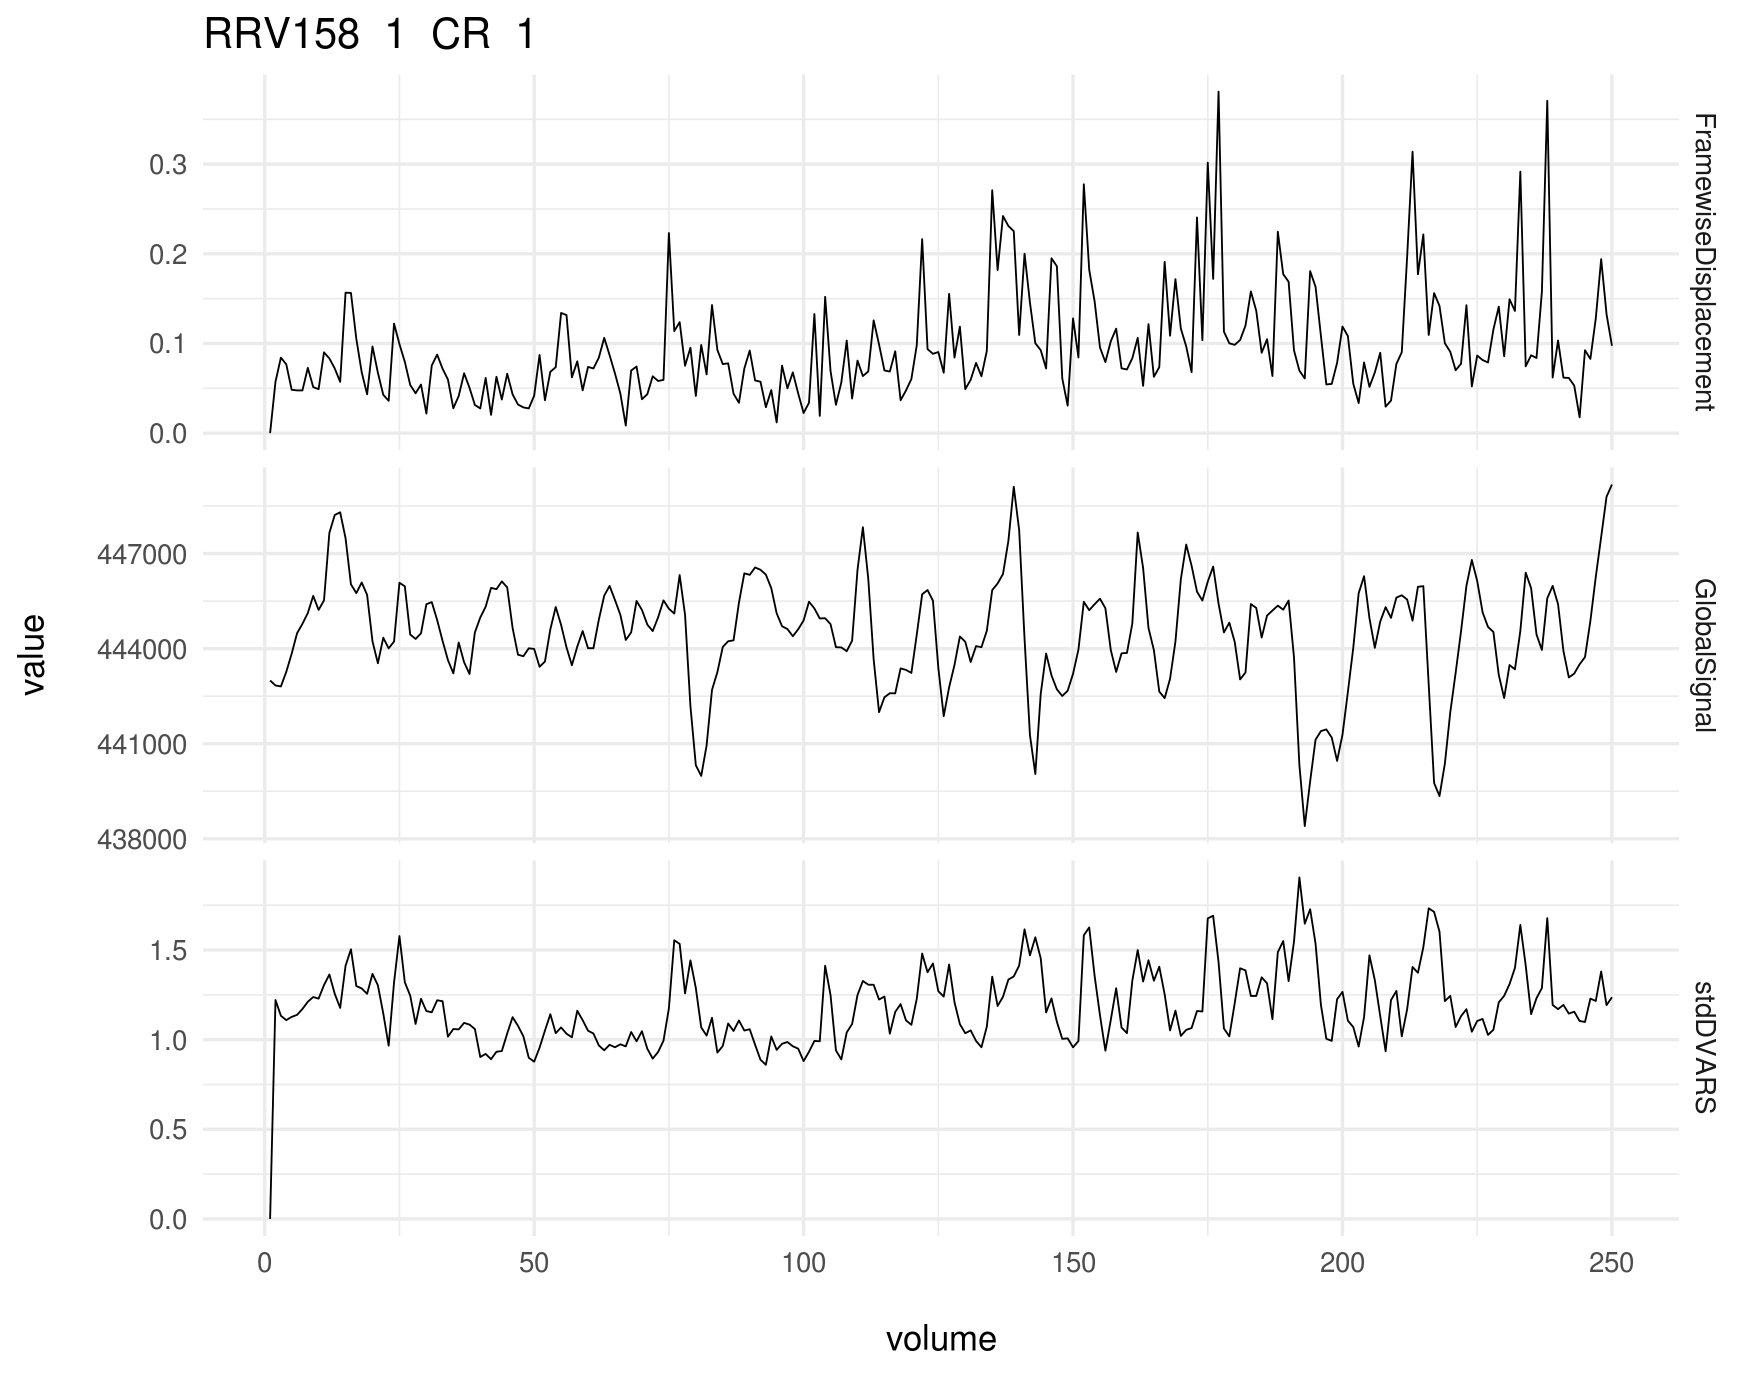 RRV158 1 CR 1
0.3
0.2
0.1
0.0
FramewiseDisplacement
447000
444000
441000
438000
GlobalSignal
value
1.5
1.0
0.5
0.0
stdDVARS
0 50 100 150 200 250
volume